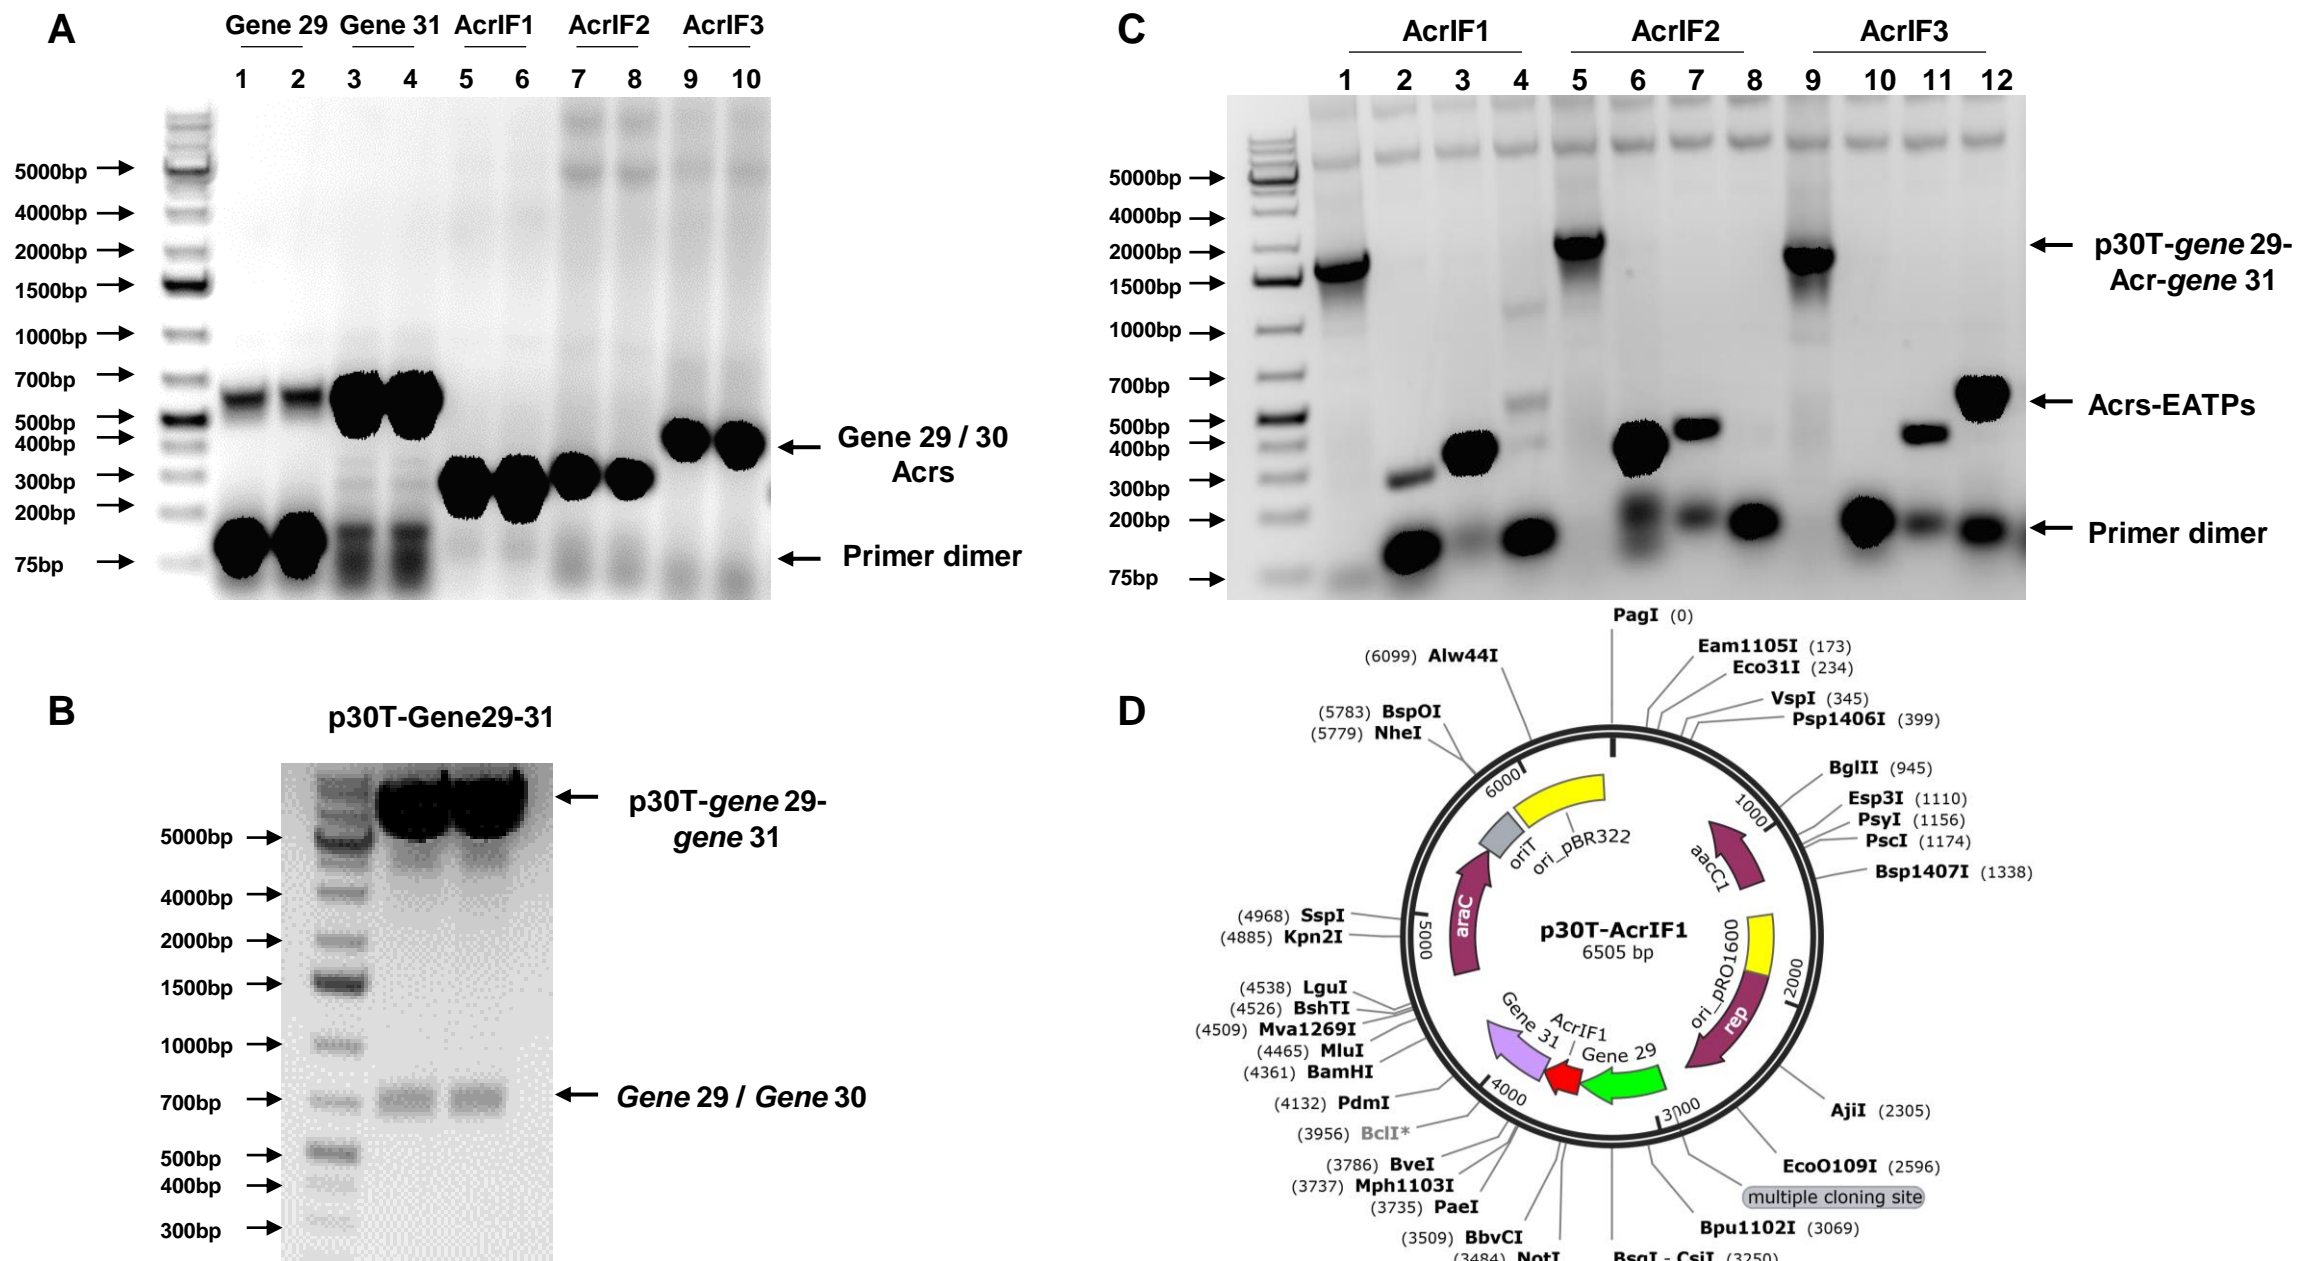 A
Gene 29 Gene 31 AcrIF1 AcrIF2 AcrIF3
1 2 3 4 5 6 7 8 9 10
5000bp
4000bp
2000bp
1500bp
1000bp
700bp
500bp
400bp
300bp
200bp
75bp
Gene 29 / 30
Acrs
Primer dimer
C
AcrIF1 AcrIF2 AcrIF3
1 2 3 4 5 6 7 8 9 10 11 12
5000bp
4000bp
2000bp
1500bp
1000bp
700bp
500bp
400bp
300bp
200bp
75bp
p30T-gene 29-
Acr-gene 31
Acrs-EATPs
Primer dimer
B
p30T-Gene29-31
5000bp
4000bp
2000bp
1500bp
1000bp
700bp
500bp
400bp
300bp
p30T-gene 29-
gene 31
Gene 29 / Gene 30
D
PagI (0)
Eam1105I (173)
Eco31I (234)
VspI (345)
Psp1406I (399)
BglII (945)
Esp3I (1110)
PsyI (1156)
PscI (1174)
Bsp1407I (1338)
AjiI (2305)
EcoO109I (2596)
multiple cloning site
Bpu1102I (3069)
BsgI - CsiI (3250)
(3484) NotI
(3509) BbvCI
(3735) PaeI
(3737) Mph1103I
(3786) BveI
(3956) BclI*
(4132) PdmI
(4361) BamHI
(4465) MluI
(4509) Mva1269I
(4526) BshTI
(4538) LguI
(4885) Kpn2I
(4968) SspI
(5779) NheI
(5783) BspOI
(6099) Alw44I
1000
2000
3000
4000
5000
6000
p30T-AcrIF1
6505 bp
aacC1
ori_pRO1600
rep
Gene 29
AcrIF1
Gene 31
araC
oriT
ori_pBR322